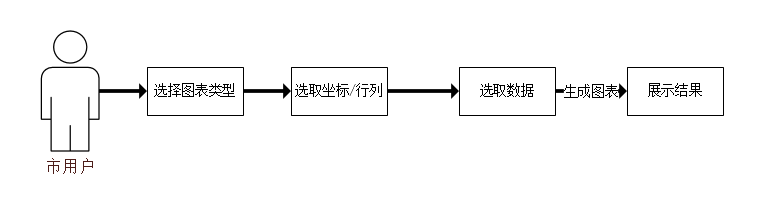 选择图表类型
选取坐标/行列
选取数据
生成图表
展示结果
市用户